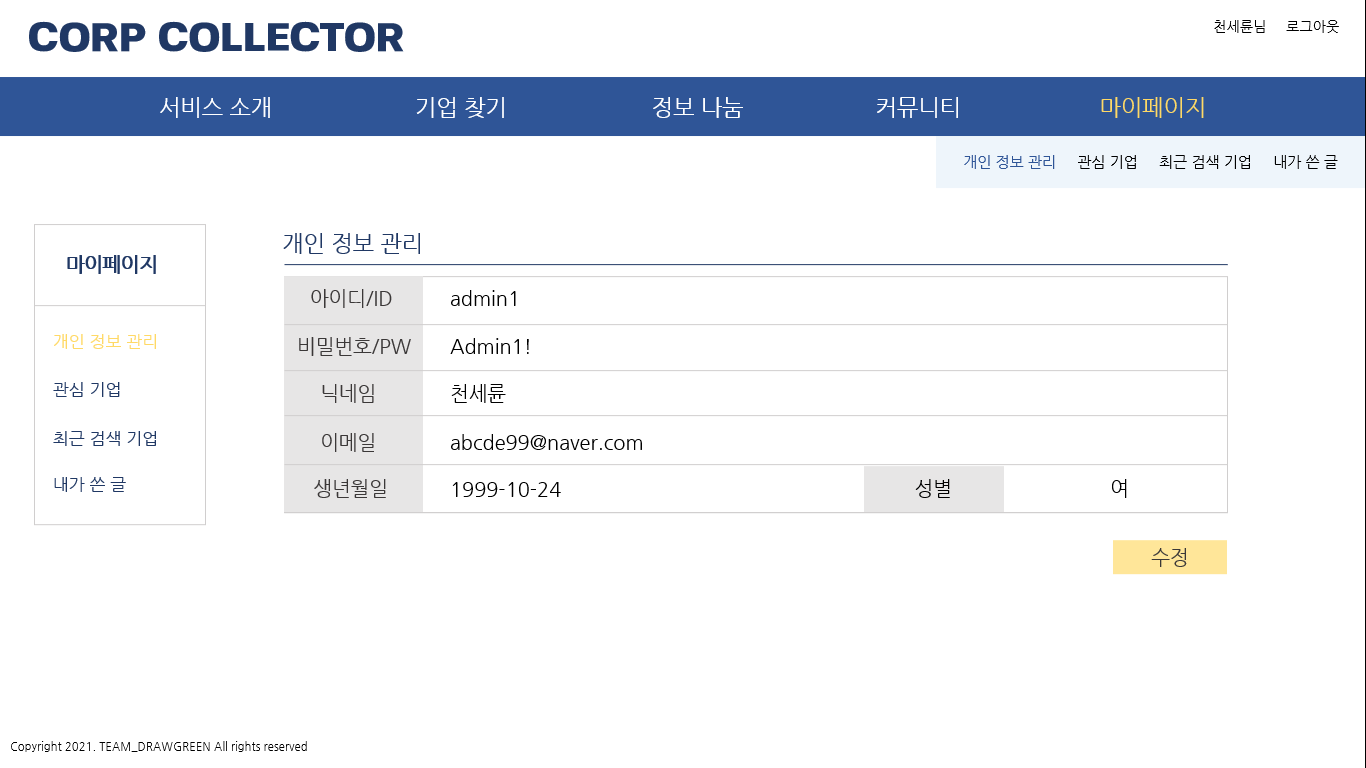 CORP COLLECTOR
천세륜님 로그아웃
서비스 소개 기업 찾기 정보 나눔 커뮤니티 마이페이지
개인 정보 관리 관심 기업 최근 검색 기업 내가 쓴 글
마이페이지
개인 정보 관리
관심 기업
최근 검색 기업
내가 쓴 글
개인 정보 관리
아이디/ID admin1
비밀번호/PW Admin1!
닉네임 천세륜
이메일 abcde99@naver.com
생년월일 1999-10-24 성별 여
수정
Copyright 2021. TEAM_DRAWGREEN All rights reserved